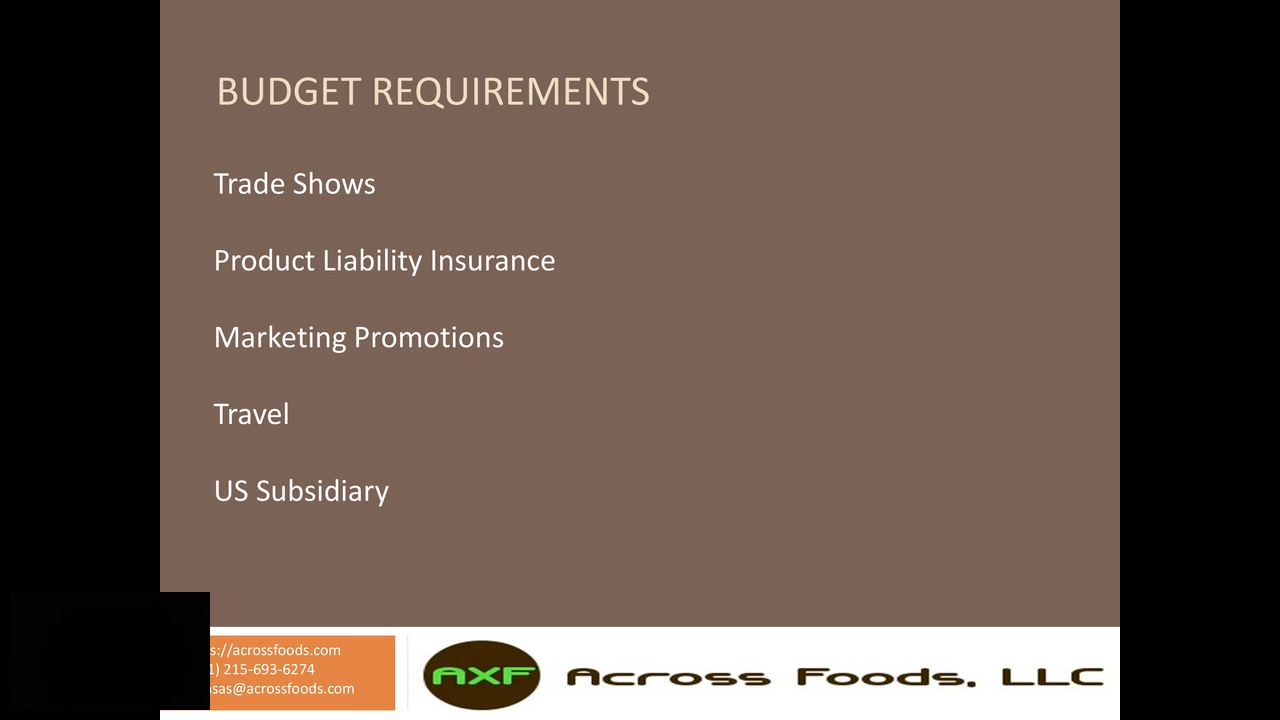 BUDGET REQUIREMENTS
Trade Shows
Product Liability Insurance
Marketing Promotions
Travel
US Subsidiary
s://acrossfoods.com
1) 215-693-6274
sas@acrossfoods.com
AXF Across Foods, LLC